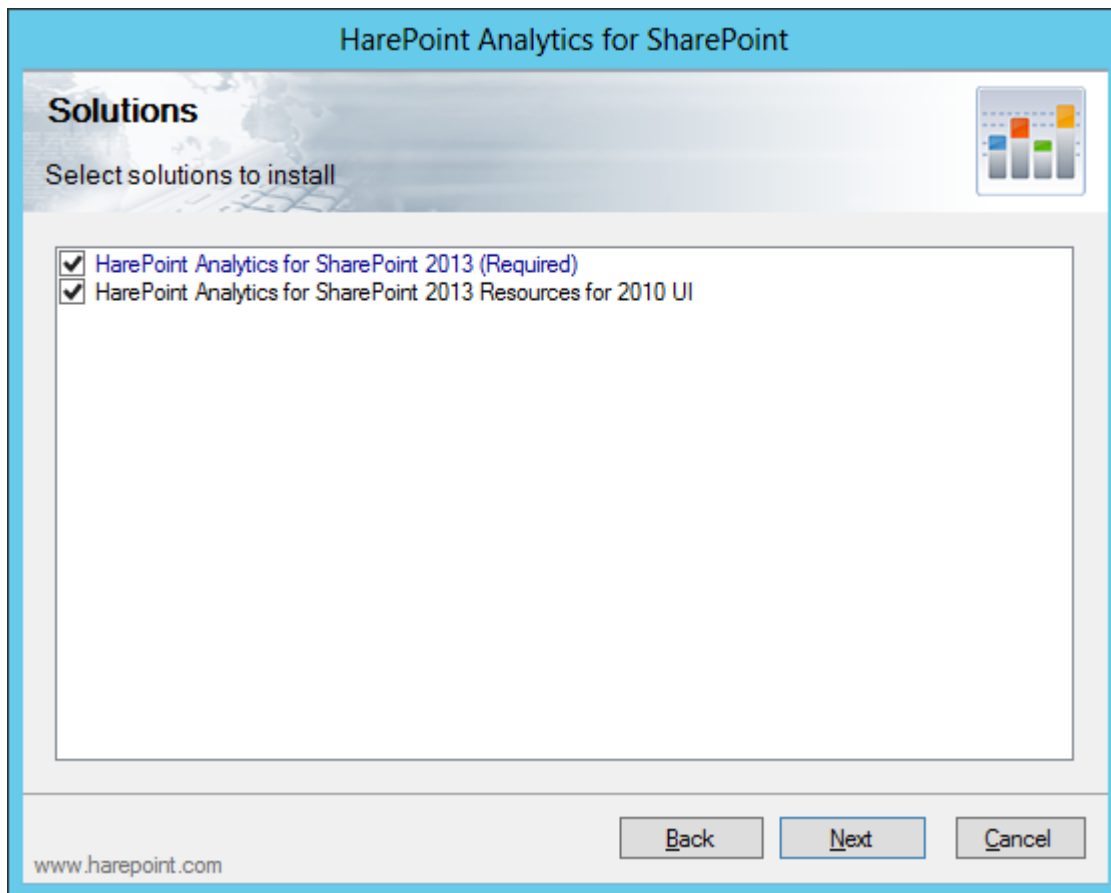 HarePoint Analytics for SharePoint
Solutions
Select solutions to install
HarePoint Analytics for SharePoint 2013 (Required)
HarePoint Analytics for SharePoint 2013 Resources for 2010 UI
Back Next Cancel
www.harepoint.com